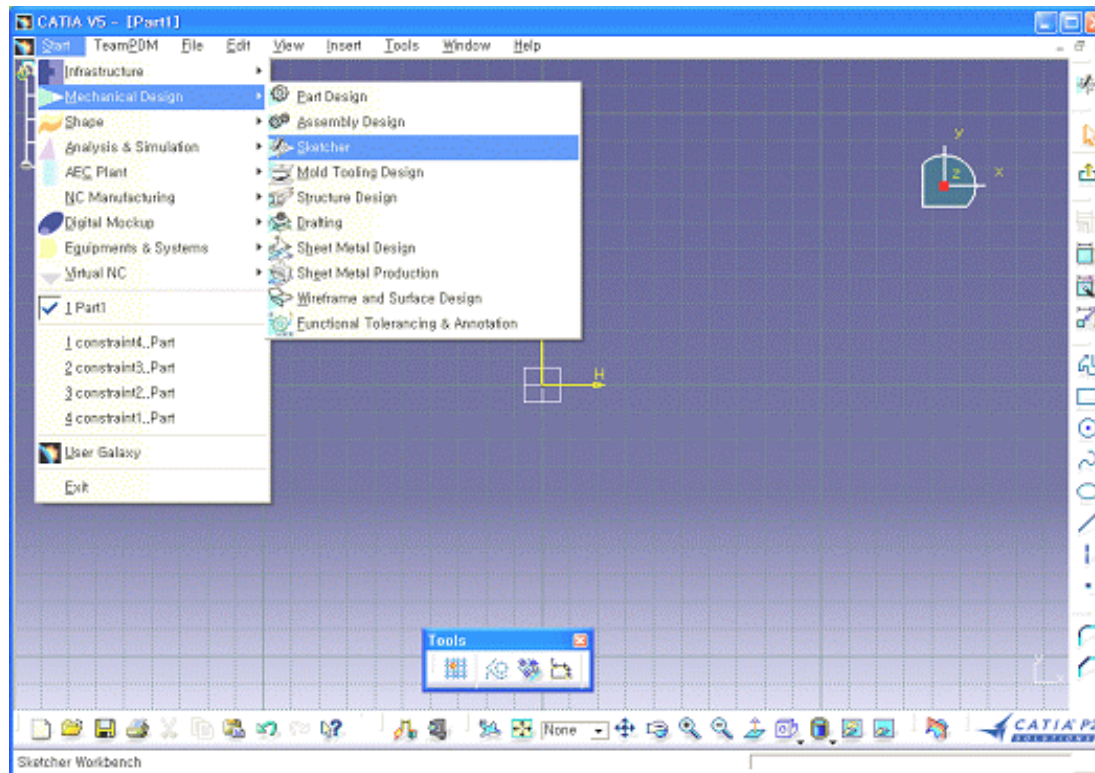 CATIA V5 - [Part1]
Start TeamPDM File Edit View Insert Tools Window Help
Infrastructure
Mechanical Design
Shape
Analysis & Simulation
AEC Plant
NC Manufacturing
Digital Mockup
Equipments & Systems
Virtual NC
1 Part1
1 constraint4..Part
2 constraint3..Part
3 constraint2..Part
4 constraint1..Part
User Galaxy
Exit
Part Design
Assembly Design
Sketcher
Mold Tooling Design
Structure Design
Drafting
Sheet Metal Design
Sheet Metal Production
Wireframe and Surface Design
Functional Tolerancing & Annotation
y
z x
H
Tools
None
CATIA P2
SOLUTIONS
Sketcher Workbench